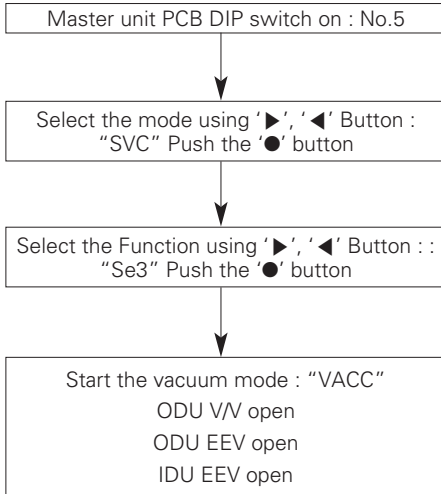 Master unit PCB DIP switch on : No.5
Select the mode using ‘▶’, ‘◀’ Button :
“SVC” Push the ‘●’ button
Select the Function using ‘▶’, ‘◀’ Button : :
“Se3” Push the ‘●’ button
Start the vacuum mode : “VACC”
ODU V/V open
ODU EEV open
IDU EEV open